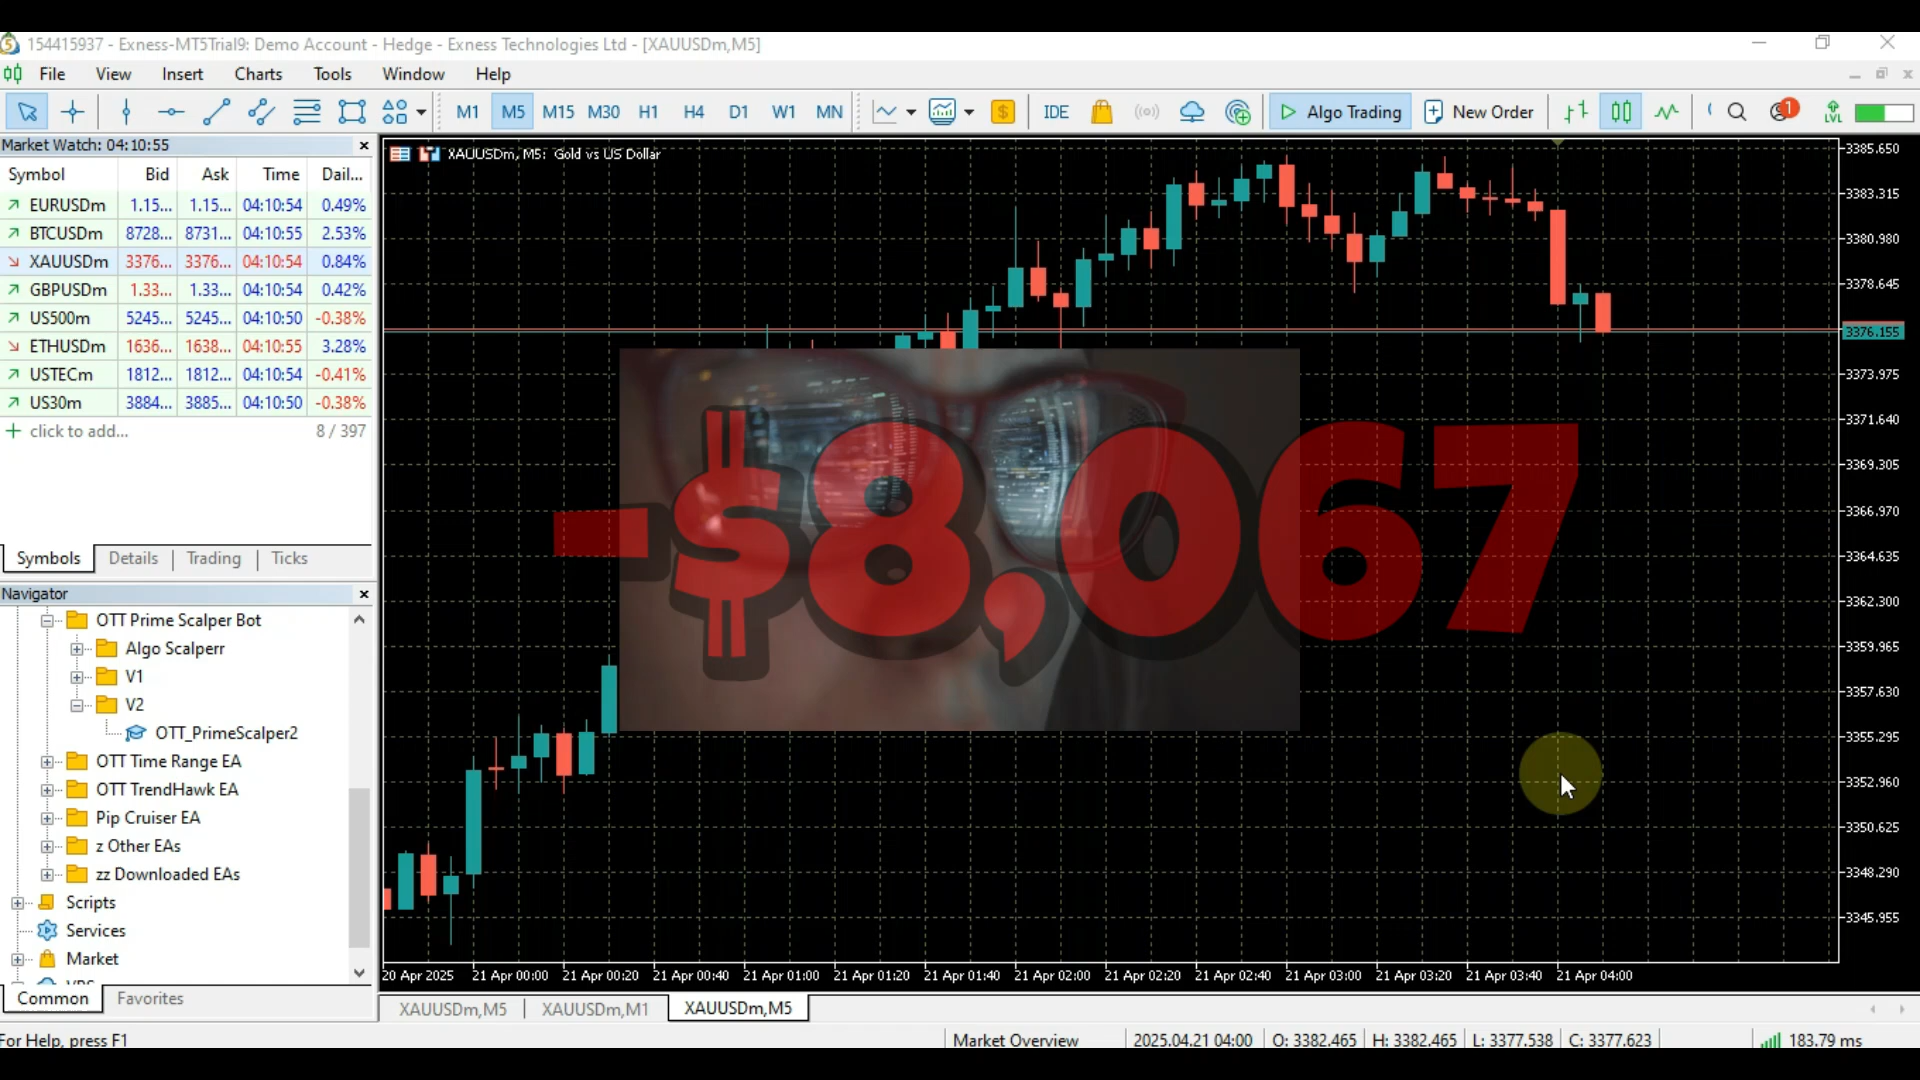 154415937 - Exness-MT5Trial9: Demo Account - Hedge - Exness Technologies Ltd - [XAUUSDm,M5]
File View Insert Charts Tools Window Help
M1 M5 M15 M30 H1 H4 D1 W1 MN $ IDE Algo Trading New Order 1 LVL
Market Watch: 04:10:55
Symbol Bid Ask Time Dail...
EURUSDm 1.15... 1.15... 04:10:54 0.49%
BTCUSDm 8728... 8731... 04:10:55 2.53%
XAUUSDm 3376... 3376... 04:10:54 0.84%
GBPUSDm 1.33... 1.33... 04:10:54 0.42%
US500m 5245... 5245... 04:10:50 -0.38%
ETHUSDm 1636... 1638... 04:10:55 3.28%
USTECm 1812... 1812... 04:10:54 -0.41%
US30m 3884... 3885... 04:10:50 -0.38%
click to add... 8 / 397
Symbols Details Trading Ticks
Navigator
OTT Prime Scalper Bot
Algo Scalperr
V1
V2
OTT_PrimeScalper2
OTT Time Range EA
OTT TrendHawk EA
Pip Cruiser EA
z Other EAs
zz Downloaded EAs
Scripts
Services
Market
Common Favorites
XAUUSDm, M5: Gold vs US Dollar
-$8,067
3385.650
3383.315
3380.980
3378.645
3376.155
3373.975
3371.640
3369.305
3366.970
3364.635
3362.300
3359.965
3357.630
3355.295
3352.960
3350.625
3348.290
3345.955
20 Apr 2025 21 Apr 00:00 21 Apr 00:20 21 Apr 00:40 21 Apr 01:00 21 Apr 01:20 21 Apr 01:40 21 Apr 02:00 21 Apr 02:20 21 Apr 02:40 21 Apr 03:00 21 Apr 03:20 21 Apr 03:40 21 Apr 04:00
XAUUSDm,M5 XAUUSDm,M1 XAUUSDm,M5
For Help, press F1 Market Overview 2025.04.21 04:00 O: 3382.465 H: 3382.465 L: 3377.538 C: 3377.623 183.79 ms